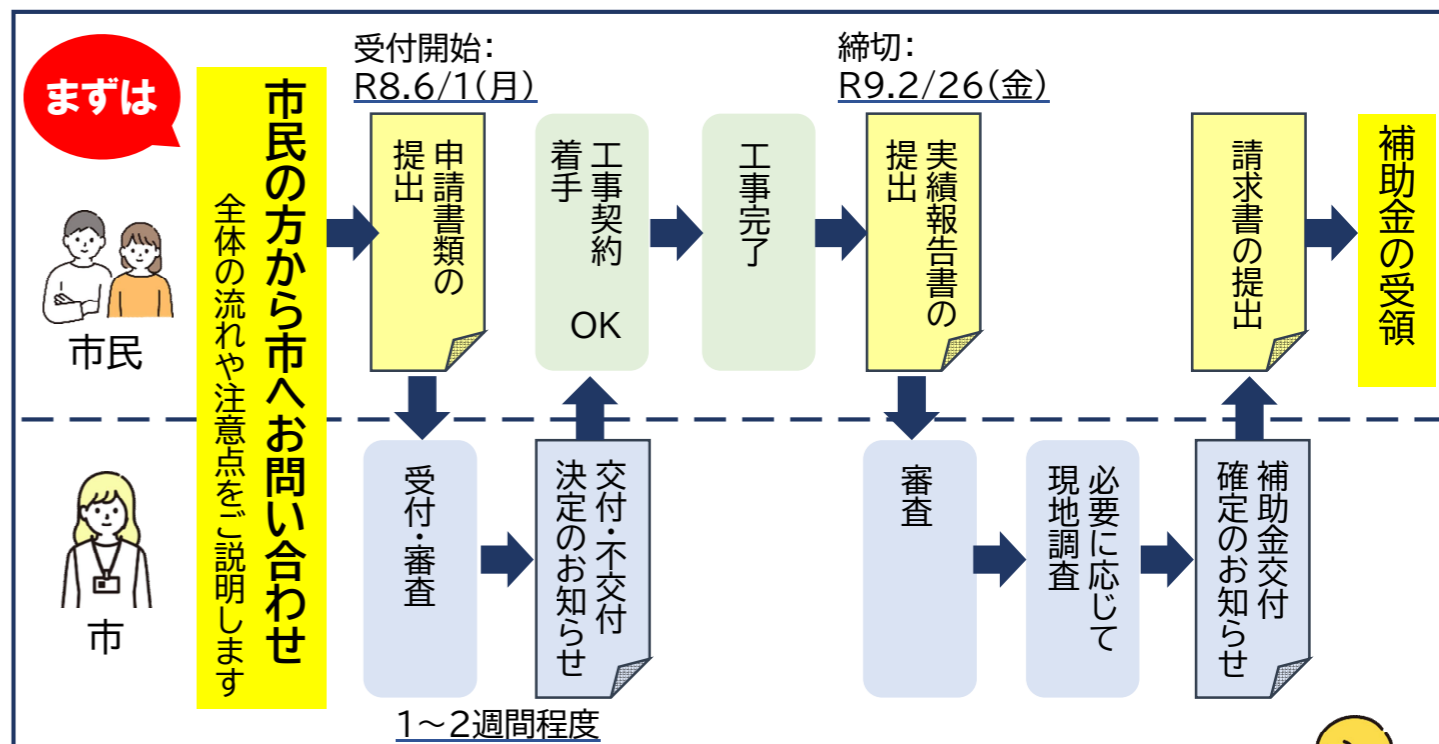 まずは
市民の方から市へお問い合わせ
全体の流れや注意点をご説明します
市民
市
受付開始：
R8.6/1(月)
申請書類の
提出
受付・審査
交付・不交付
決定のお知らせ
1～2週間程度
工事契約 OK
着手
工事完了
締切：
R9.2/26(金)
実績報告書の
提出
審査
必要に応じて
現地調査
補助金交付
確定のお知らせ
請求書の提出
補助金の受領